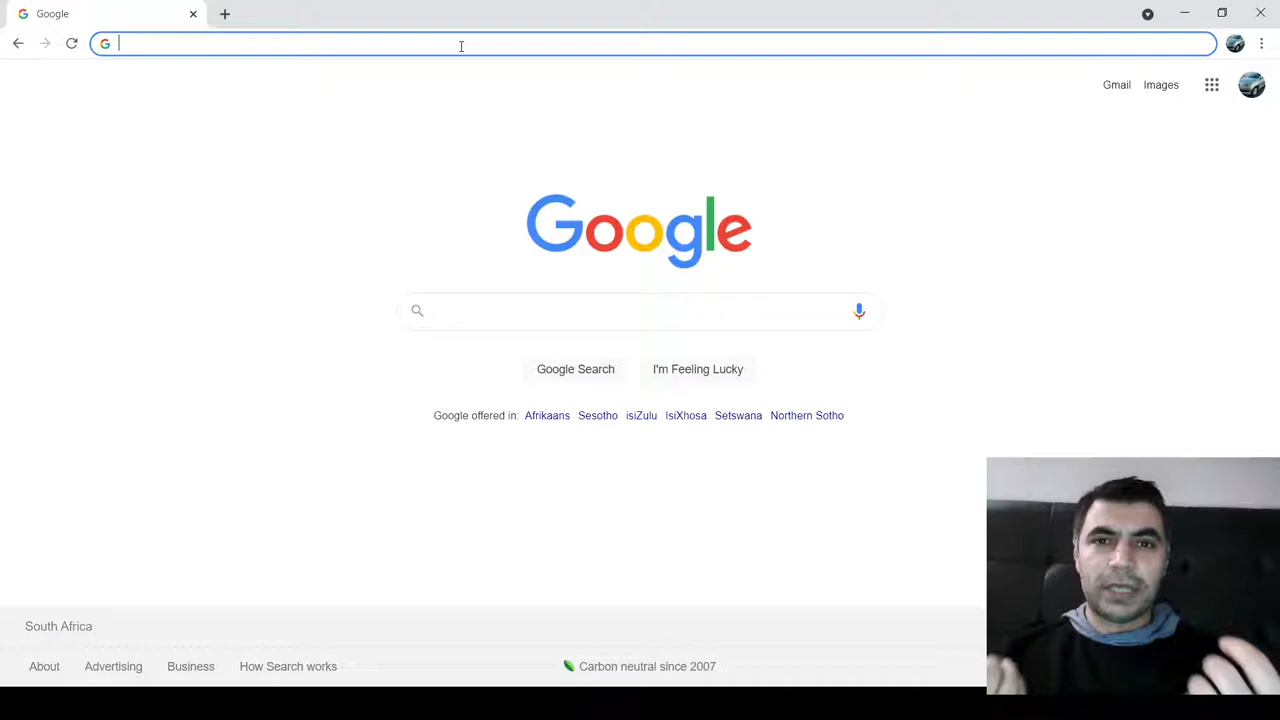 Google
Gmail Images
Google
Google Search I'm Feeling Lucky
Google offered in: Afrikaans Sesotho isiZulu IsiXhosa Setswana Northern Sotho
South Africa
About Advertising Business How Search works Carbon neutral since 2007